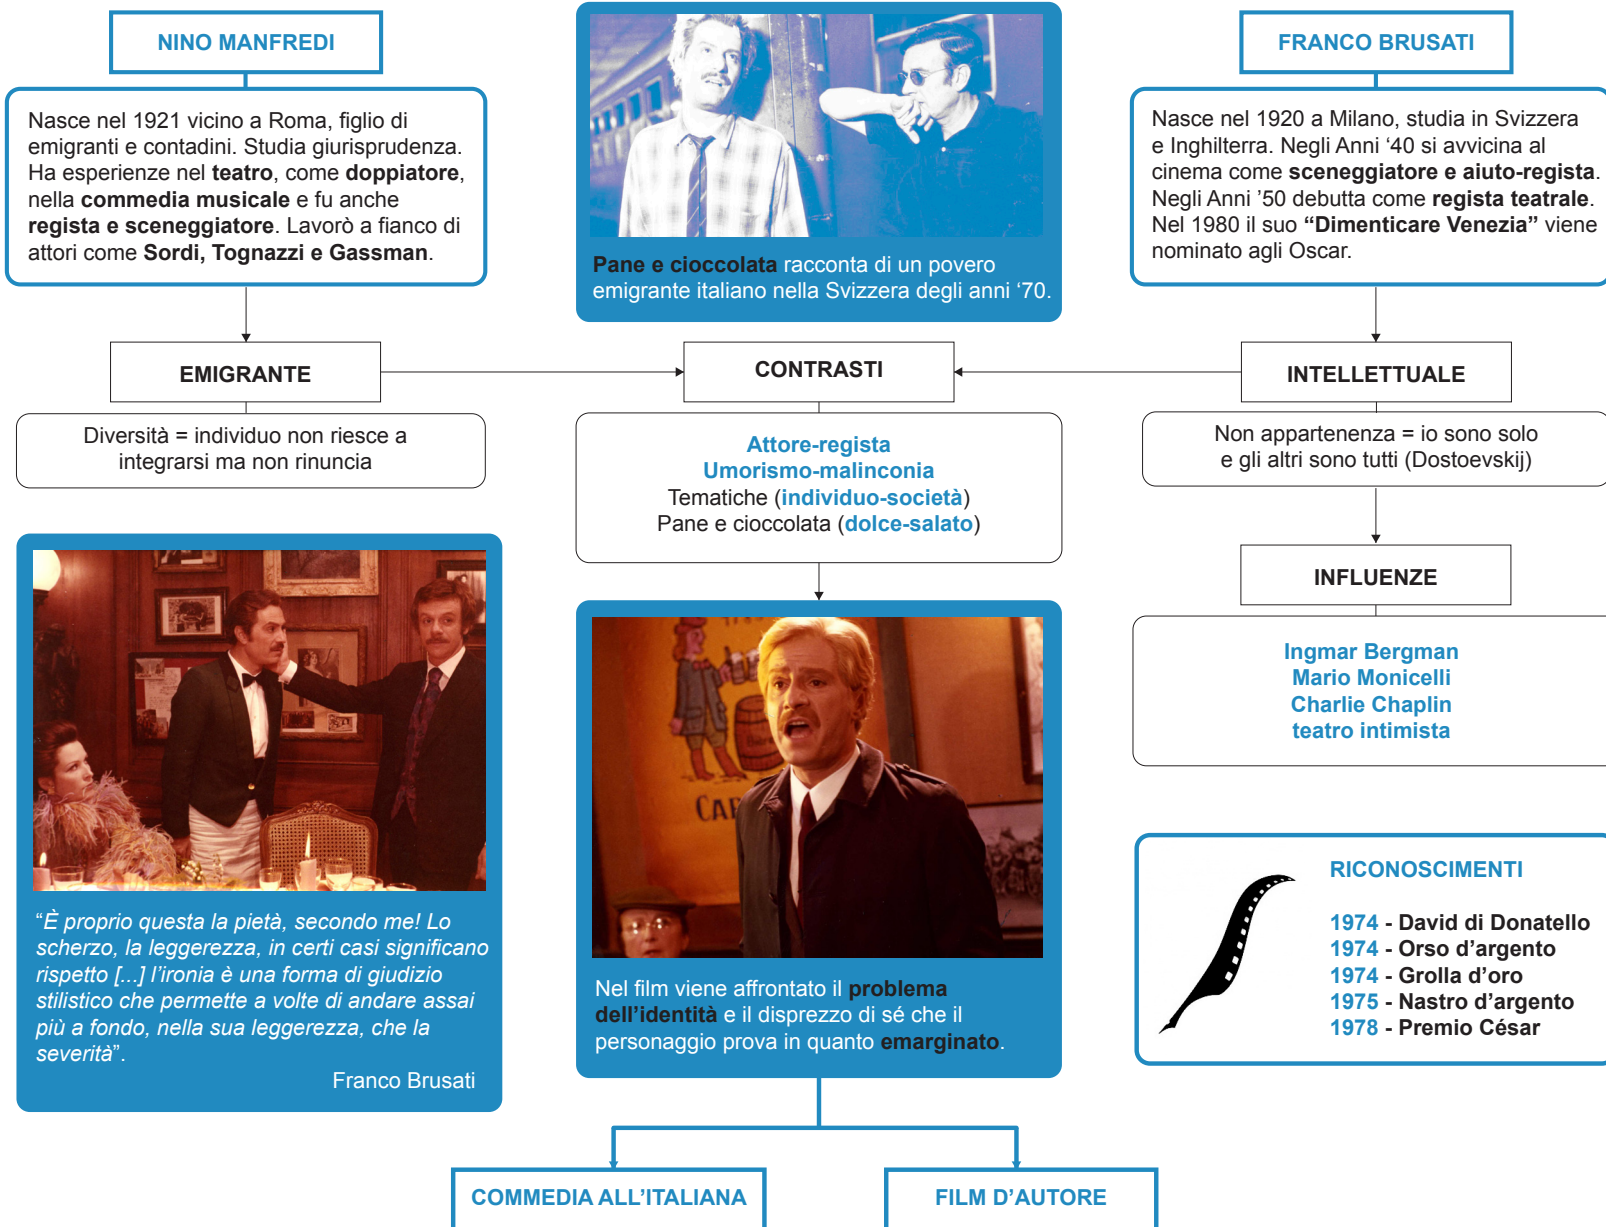 NINO MANFREDI
Nasce nel 1921 vicino a Roma, figlio di
emigranti e contadini. Studia giurisprudenza.
Ha esperienze nel teatro, come doppiatore,
nella commedia musicale e fu anche
regista e sceneggiatore. Lavorò a fianco di
attori come Sordi, Tognazzi e Gassman.
Pane e cioccolata racconta di un povero
emigrante italiano nella Svizzera degli anni ‘70.
FRANCO BRUSATI
Nasce nel 1920 a Milano, studia in Svizzera
e Inghilterra. Negli Anni ‘40 si avvicina al
cinema come sceneggiatore e aiuto-regista.
Negli Anni ‘50 debutta come regista teatrale.
Nel 1980 il suo “Dimenticare Venezia” viene
nominato agli Oscar.
EMIGRANTE
Diversità = individuo non riesce a
integrarsi ma non rinuncia
CONTRASTI
Attore-regista
Umorismo-malinconia
Tematiche (individuo-società)
Pane e cioccolata (dolce-salato)
INTELLETTUALE
Non appartenenza = io sono solo
e gli altri sono tutti (Dostoevskij)
INFLUENZE
Ingmar Bergman
Mario Monicelli
Charlie Chaplin
teatro intimista
“È proprio questa la pietà, secondo me! Lo
scherzo, la leggerezza, in certi casi significano
rispetto [...] l’ironia è una forma di giudizio
stilistico che permette a volte di andare assai
più a fondo, nella sua leggerezza, che la
severità”.
Franco Brusati
Nel film viene affrontato il problema
dell’identità e il disprezzo di sé che il
personaggio prova in quanto emarginato.
RICONOSCIMENTI
1974 - David di Donatello
1974 - Orso d’argento
1974 - Grolla d’oro
1975 - Nastro d’argento
1978 - Premio César
COMMEDIA ALL’ITALIANA
FILM D’AUTORE